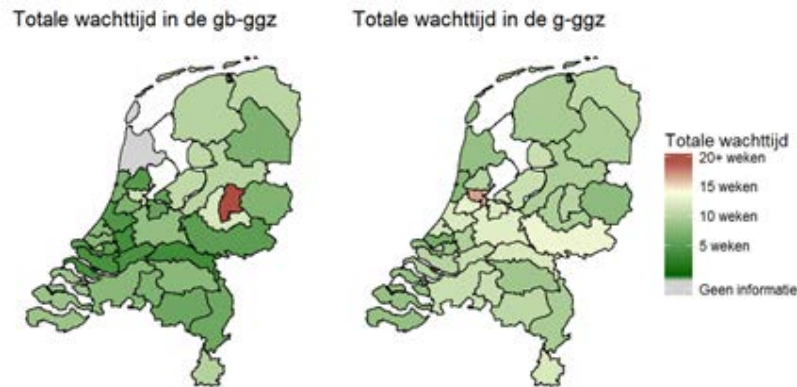 Totale wachttijd in de gb-ggz
Totale wachttijd in de g-ggz
Totale wachttijd
20+ weken
15 weken
10 weken
5 weken
Geen informatie